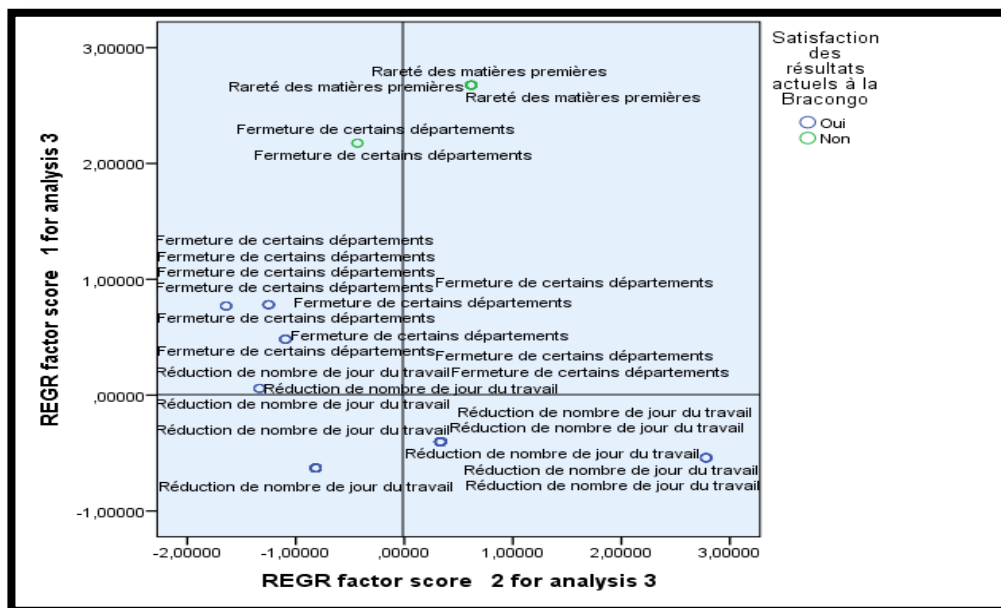 3,00000
2,00000
1,00000
,00000
-1,00000
REGR factor score 1 for analysis 3
Rareté des matières premières
Rareté des matières premières
Rareté des matières premières
Fermeture de certains départements
Fermeture de certains départements
Fermeture de certains départements
Fermeture de certains départements
Fermeture de certains départements
Fermeture de certains départements
Fermeture de certains départements
Fermeture de certains départements
Fermeture de certains départements
Fermeture de certains départements
Fermeture de certains départements
Fermeture de certains départements
Réduction de nombre de jour du travail
Fermeture de certains départements
Réduction de nombre de jour du travail
Réduction de nombre de jour du travail
Réduction de nombre de jour du travail
Réduction de nombre de jour du travail
Réduction de nombre de jour du travail
Réduction de nombre de jour du travail
Réduction de nombre de jour du travail
Réduction de nombre de jour du travail
Réduction de nombre de jour du travail
-2,00000
-1,00000
,00000
1,00000
2,00000
3,00000
REGR factor score 2 for analysis 3
Satisfaction
des
résultats
actuels à la
Bracongo
Oui
Non